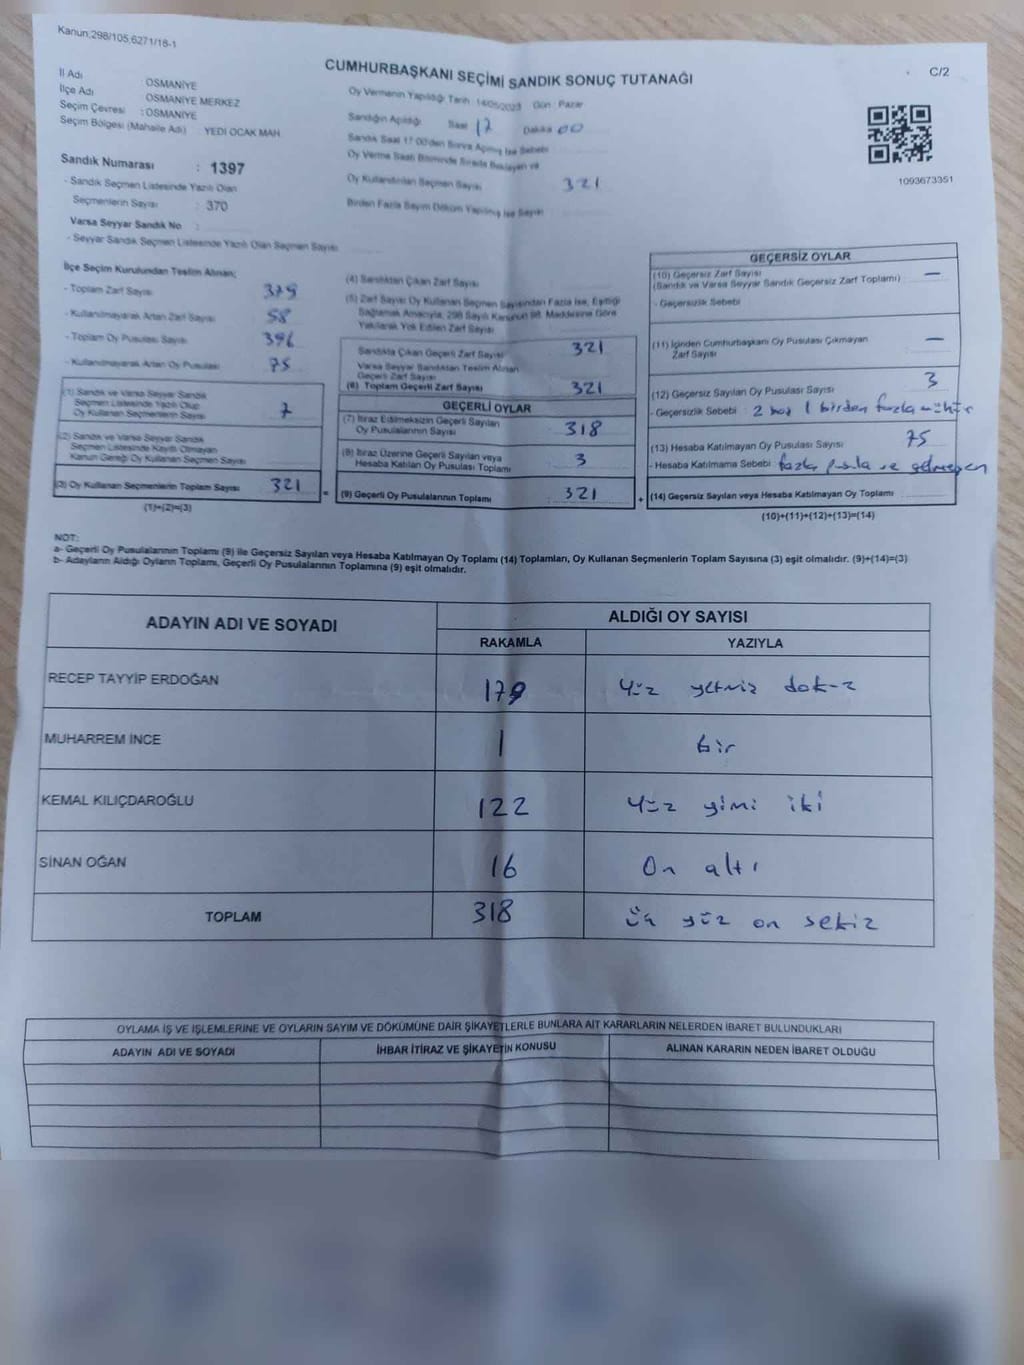 Kanun;298/105;6271/18-1
CUMHURBAŞKANI SEÇİMİ SANDIK SONUÇ TUTANAĞI
C/2
İl Adı OSMANİYE
İlçe Adı OSMANİYE MERKEZ
Seçim Çevresi : OSMANİYE
Seçim Bölgesi (Mahalle Adı) : YEDİ OCAK MAH
Oy Vermenin Yapıldığı Tarih : 14/05/2023 Gün : Pazar
Sandığın Açıldığı Saat 17 Dakika 00
Sandık Saat 17:00'den Sonra Açılmış İse Sebebi
Oy Verme Saati Bitiminde Sırada Bekleyen ve
Oy Kullandırılan Seçmen Sayısı 321
Birden Fazla Sayım Döküm Yapılmış İse Sayısı
1093673351
Sandık Numarası : 1397
- Sandık Seçmen Listesinde Yazılı Olan
Seçmenlerin Sayısı : 370
Varsa Seyyar Sandık No :
- Seyyar Sandık Seçmen Listesinde Yazılı Olan Seçmen Sayısı
İlçe Seçim Kurulundan Teslim Alınan;
- Toplam Zarf Sayısı 379
- Kullanılmayarak Artan Zarf Sayısı 58
- Toplam Oy Pusulası Sayısı 396
- Kullanılmayarak Artan Oy Pusulası 75
(1) Sandık ve Varsa Seyyar Sandık
Seçmen Listesinde Yazılı Olup
Oy Kullanan Seçmenlerin Sayısı
(2) Sandık ve Varsa Seyyar Sandık
Seçmen Listesinde Kayıtlı Olmayan
Kanun Gereği Oy Kullanan Seçmen Sayısı
(3) Oy Kullanan Seçmenlerin Toplam Sayısı 321 =
(1)+(2)=(3)
(4) Sandıktan Çıkan Zarf Sayısı
(5) Zarf Sayısı Oy Kullanan Seçmen Sayısından Fazla İse, Eşitliği
Sağlamak Amacıyla, 298 Sayılı Kanunun 98. Maddesine Göre
Yakılarak Yok Edilen Zarf Sayısı
Sandıkta Çıkan Geçerli Zarf Sayısı 321
Varsa Seyyar Sandıktan Teslim Alınan
Geçerli Zarf Sayısı
(6) Toplam Geçerli Zarf Sayısı 321
GEÇERLİ OYLAR
(7) İtiraz Edilmeksizin Geçerli Sayılan
Oy Pusulalarının Sayısı 318
(8) İtiraz Üzerine Geçerli Sayılan veya
Hesaba Katılan Oy Pusulası Toplamı 3
(9) Geçerli Oy Pusulalarının Toplamı : 321 +
GEÇERSİZ OYLAR
(10) Geçersiz Zarf Sayısı —
(Sandık ve Varsa Seyyar Sandık Geçersiz Zarf Toplamı)
- Geçersizlik Sebebi
(11) İçinden Cumhurbaşkanı Oy Pusulası Çıkmayan —
Zarf Sayısı
(12) Geçersiz Sayılan Oy Pusulası Sayısı 3
- Geçersizlik Sebebi : 2 boş 1 birden fazla mühür
(13) Hesaba Katılmayan Oy Pusulası Sayısı 75
- Hesaba Katılmama Sebebi fazla pusula ve gelmeyen
(14) Geçersiz Sayılan veya Hesaba Katılmayan Oy Toplamı
(10)+(11)+(12)+(13)=(14)
NOT:
a- Geçerli Oy Pusulalarının Toplamı (9) ile Geçersiz Sayılan veya Hesaba Katılmayan Oy Toplamı (14) Toplamları, Oy Kullanan Seçmenlerin Toplam Sayısına (3) eşit olmalıdır. (9)+(14)=(3)
b- Adayların Aldığı Oyların Toplamı, Geçerli Oy Pusulalarının Toplamına (9) eşit olmalıdır.
ADAYIN ADI VE SOYADI ALDIĞI OY SAYISI
RAKAMLA YAZIYLA
RECEP TAYYİP ERDOĞAN 179 Yüz yetmiş dokuz
MUHARREM İNCE 1 bir
KEMAL KILIÇDAROĞLU 122 Yüz yimi iki
SİNAN OĞAN 16 On altı
TOPLAM 318 üç yüz on sekiz
OYLAMA İŞ VE İŞLEMLERİNE VE OYLARIN SAYIM VE DÖKÜMÜNE DAİR ŞİKAYETLERLE BUNLARA AİT KARARLARIN NELERDEN İBARET BULUNDUKLARI
ADAYIN ADI VE SOYADI İHBAR İTİRAZ VE ŞİKAYETİN KONUSU ALINAN KARARIN NEDEN İBARET OLDUĞU